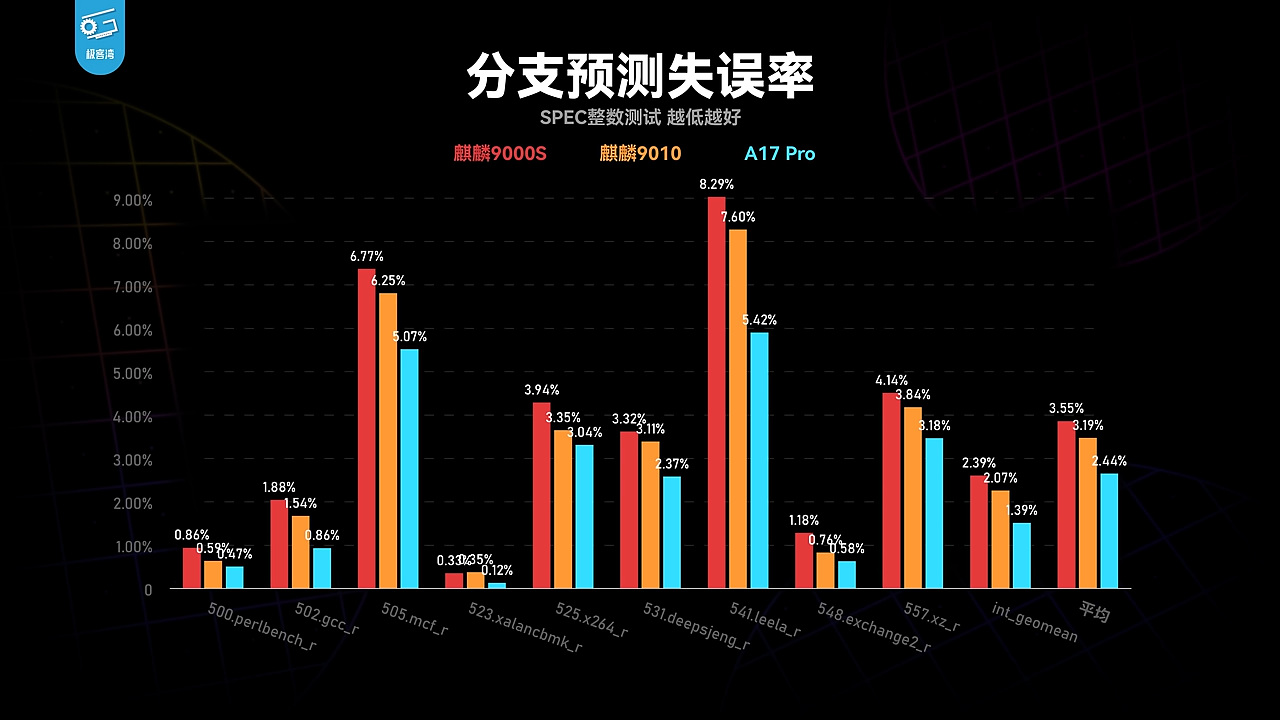 极客湾
分支预测失误率
SPEC整数测试 越低越好
麒麟9000S 麒麟9010 A17 Pro
9.00%
8.00%
7.00%
6.00%
5.00%
4.00%
3.00%
2.00%
1.00%
0
0.86% 0.59% 0.47%
1.88% 1.54% 0.86%
6.77% 6.25% 5.07%
0.33% 0.35% 0.12%
3.94% 3.35% 3.04%
3.32% 3.11% 2.37%
8.29% 7.60% 5.42%
1.18% 0.76% 0.58%
4.14% 3.84% 3.18%
2.39% 2.07% 1.39%
3.55% 3.19% 2.44%
500.perlbench_r
502.gcc_r
505.mcf_r
523.xalancbmk_r
525.x264_r
531.deepsjeng_r
541.leela_r
548.exchange2_r
557.xz_r
int_geomean
平均